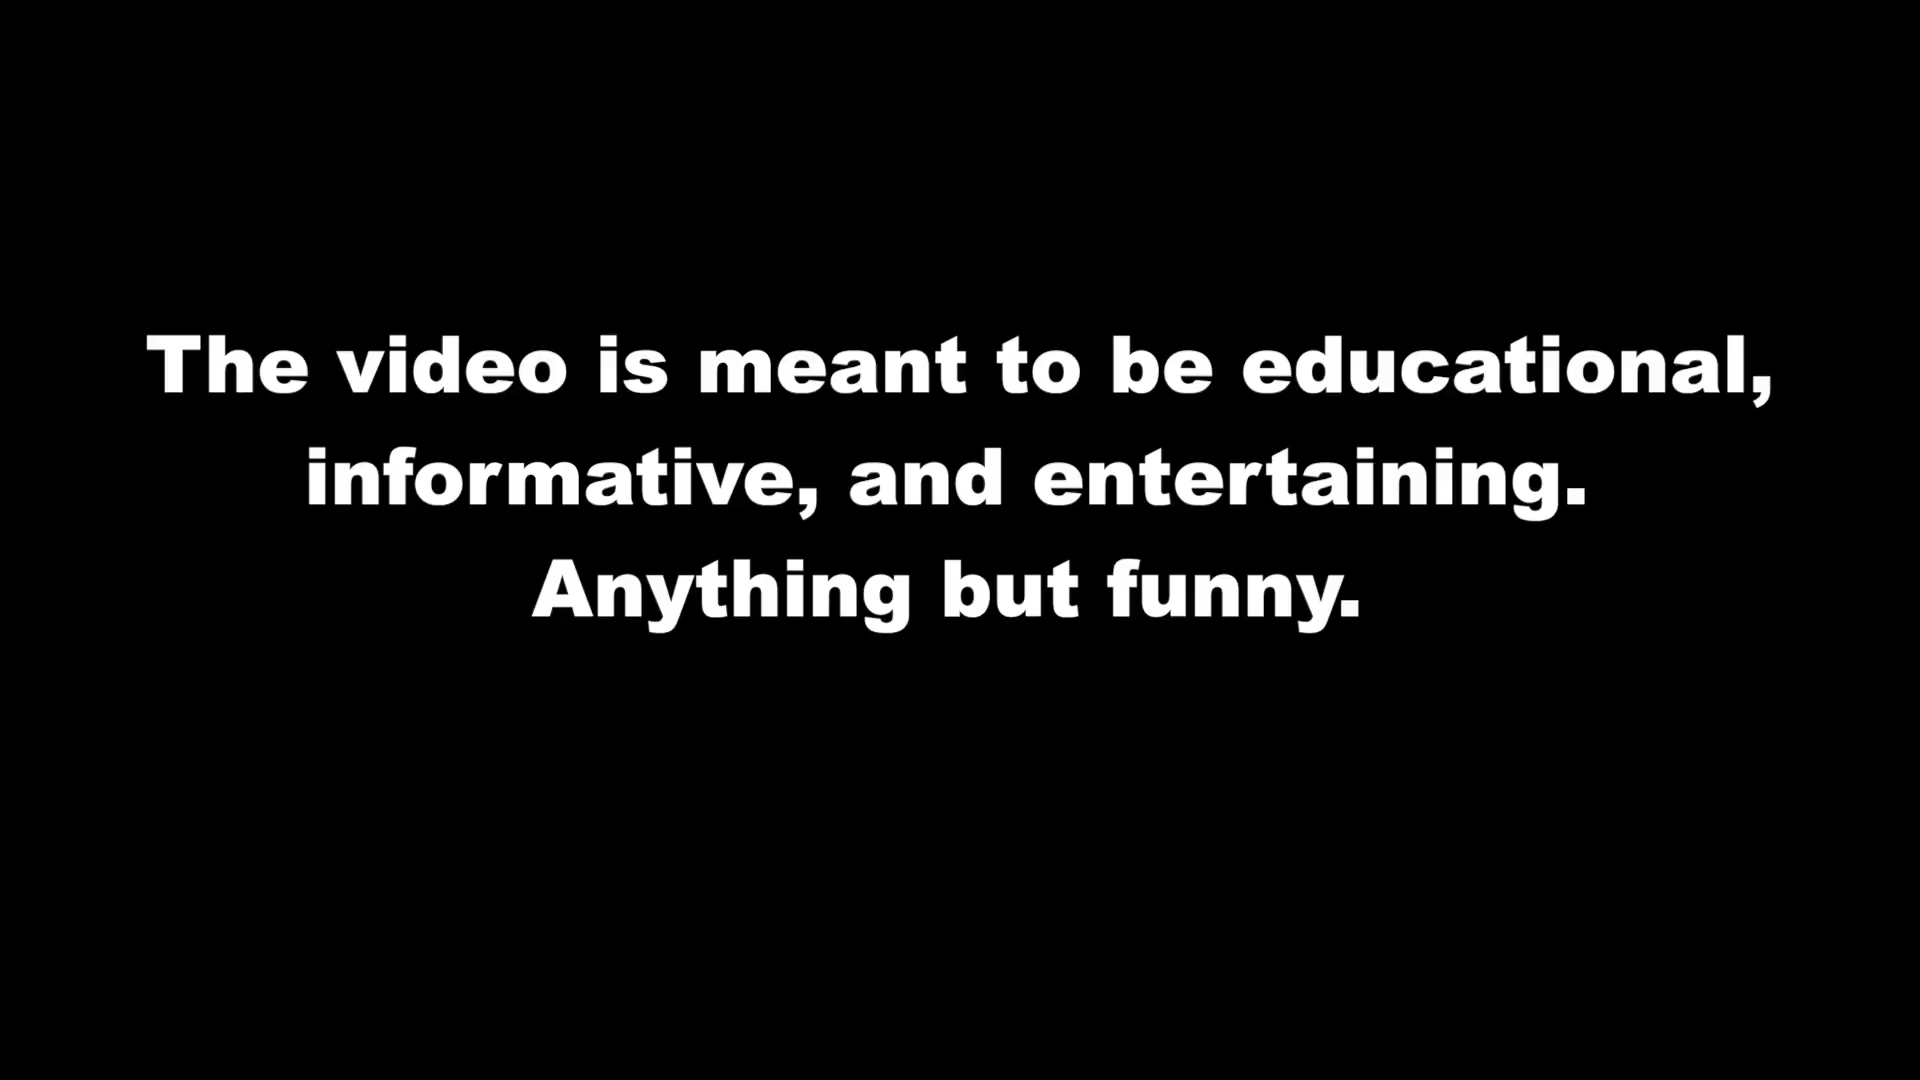 The video is meant to be educational,
informative, and entertaining.
Anything but funny.